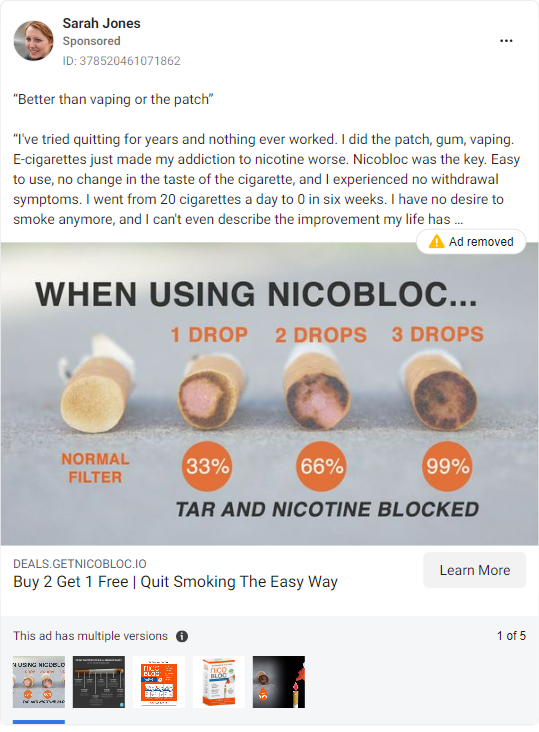 Sarah Jones
Sponsored
ID: 378520461071862
“Better than vaping or the patch”
“I've tried quitting for years and nothing ever worked. I did the patch, gum, vaping.
E-cigarettes just made my addiction to nicotine worse. Nicobloc was the key. Easy
to use, no change in the taste of the cigarette, and I experienced no withdrawal
symptoms. I went from 20 cigarettes a day to 0 in six weeks. I have no desire to
smoke anymore, and I can't even describe the improvement my life has ...
Ad removed
WHEN USING NICOBLOC...
1 DROP 2 DROPS 3 DROPS
NORMAL
FILTER
33% 66% 99%
TAR AND NICOTINE BLOCKED
DEALS.GETNICOBLOC.IO
Buy 2 Get 1 Free | Quit Smoking The Easy Way
Learn More
This ad has multiple versions
1 of 5
N USING NICOBLO
NICO
BLOC
NICO
BLOC